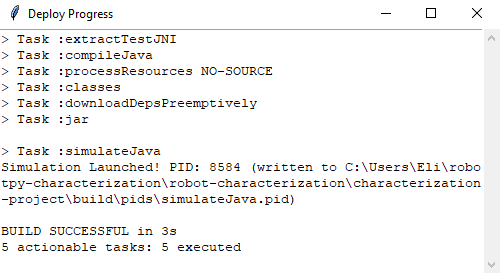 Deploy Progress
> Task :extractTestJNI
> Task :compileJava
> Task :processResources NO-SOURCE
> Task :classes
> Task :downloadDepsPreemptively
> Task :jar
> Task :simulateJava
Simulation Launched! PID: 8584 (written to C:\Users\Eli\robo
tpy-characterization\robot-characterization\characterization
-project\build\pids\simulateJava.pid)
BUILD SUCCESSFUL in 3s
5 actionable tasks: 5 executed